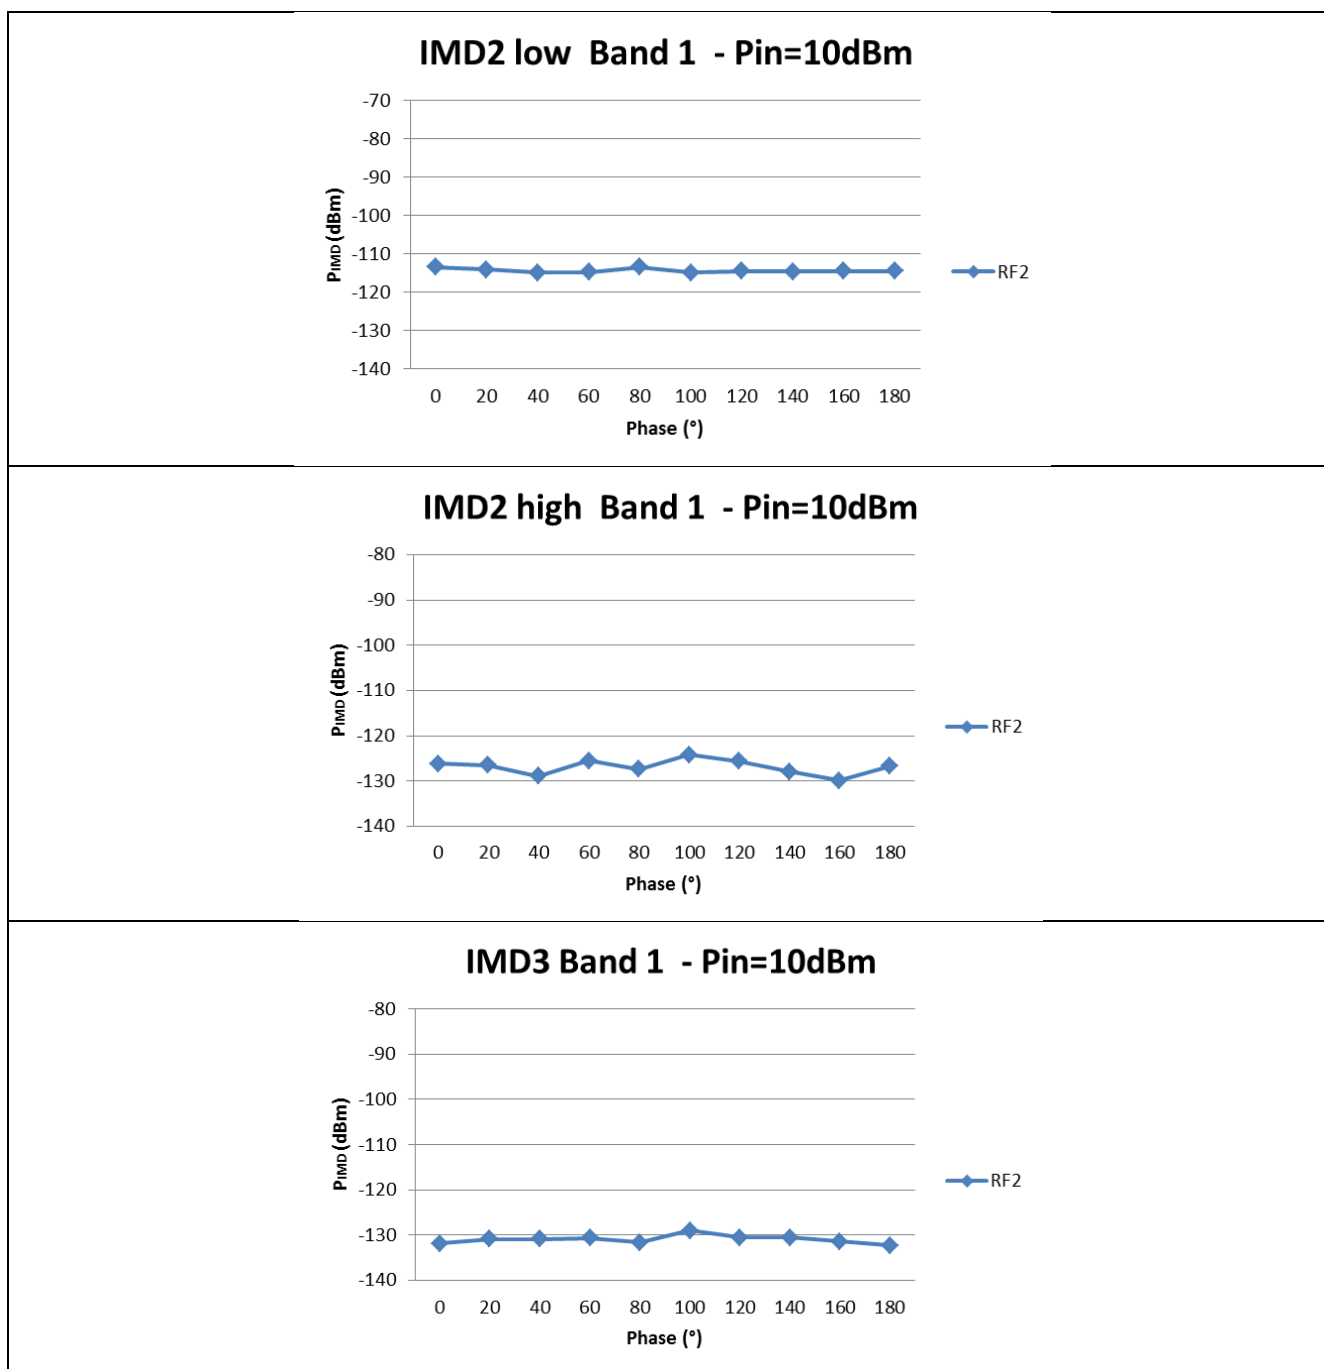 IMD2 low Band 1 - Pin=10dBm
-70
-80
-90
-100
-110
-120
-130
-140
PIMD (dBm)
RF2
0 20 40 60 80 100 120 140 160 180
Phase (°)
IMD2 high Band 1 - Pin=10dBm
-80
-90
-100
-110
-120
-130
-140
PIMD (dBm)
RF2
0 20 40 60 80 100 120 140 160 180
Phase (°)
IMD3 Band 1 - Pin=10dBm
-80
-90
-100
-110
-120
-130
-140
PIMD (dBm)
RF2
0 20 40 60 80 100 120 140 160 180
Phase (°)